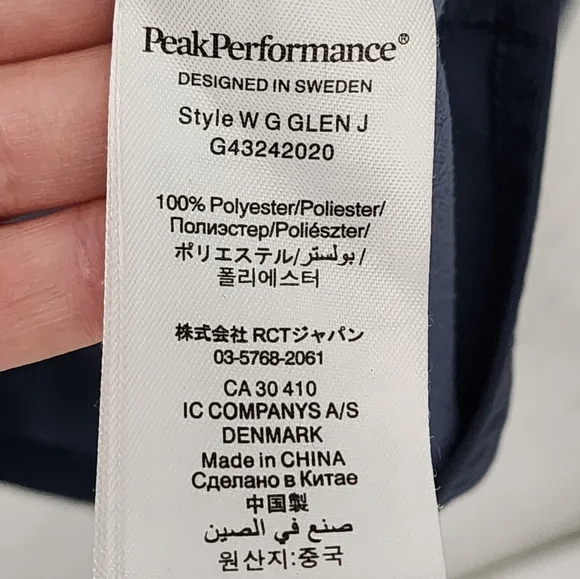 PeakPerformance®
DESIGNED IN SWEDEN
Style W G GLEN J
G43242020
100% Polyester/Poliester/
Полиэстер/Poliészter/
ポリエステル/بولستر/
폴리에스터
株式会社 RCTジャパン
03-5768-2061
CA 30 410
IC COMPANYS A/S
DENMARK
Made in CHINA
Сделано в Китае
中国製
صنع في الصين
원산지:중국